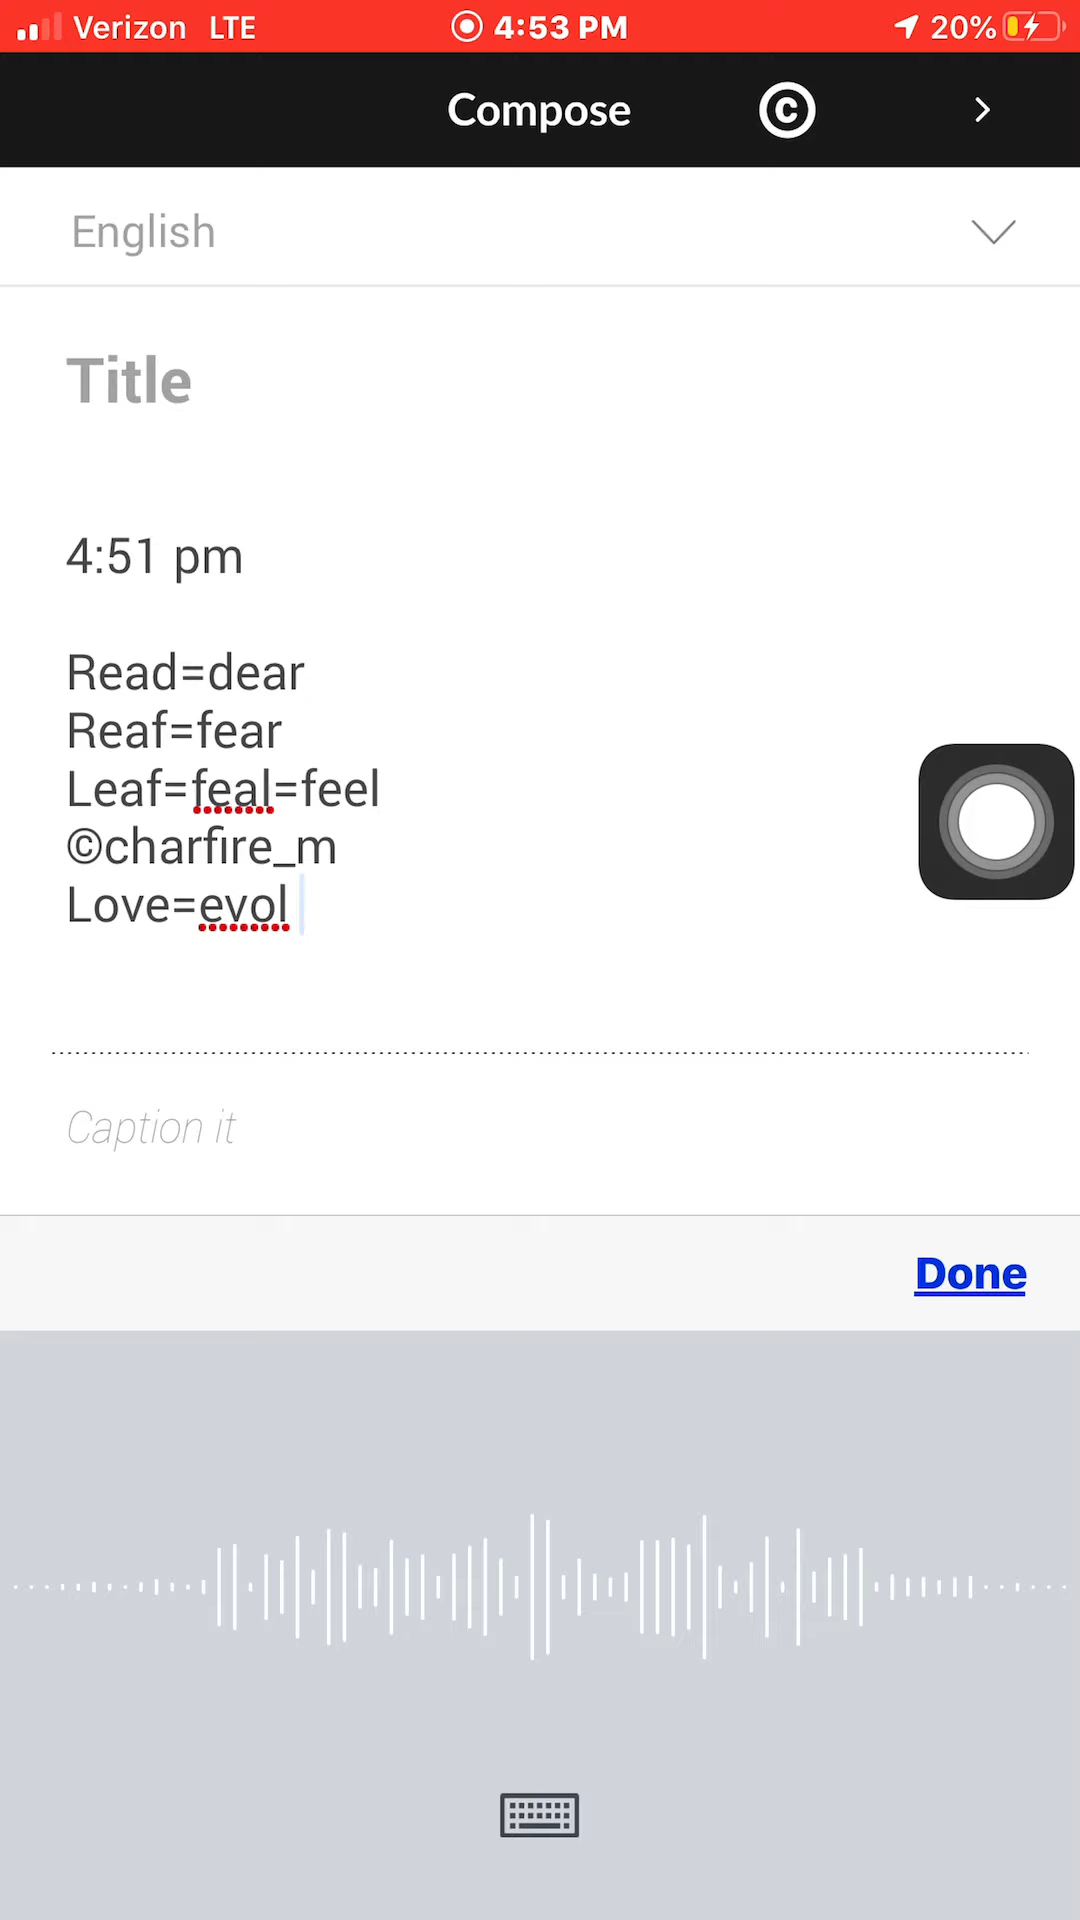 Verizon LTE 4:53 PM 20%
Compose ©
English
Title
4:51 pm
Read=dear
Reaf=fear
Leaf=feal=feel
©charfire_m
Love=evol
Caption it
Done